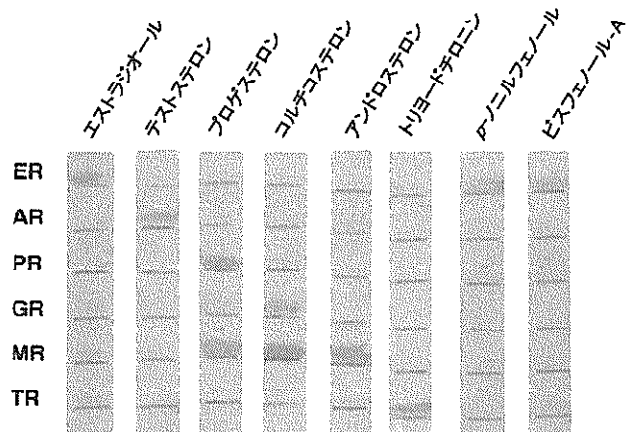 エストラジオール
テストステロン
プロゲステロン
コルチコステロン
アンドロステロン
トリヨードチロニン
p-ノニルフェノール
ビスフェノール-A
ER
AR
PR
GR
MR
TR